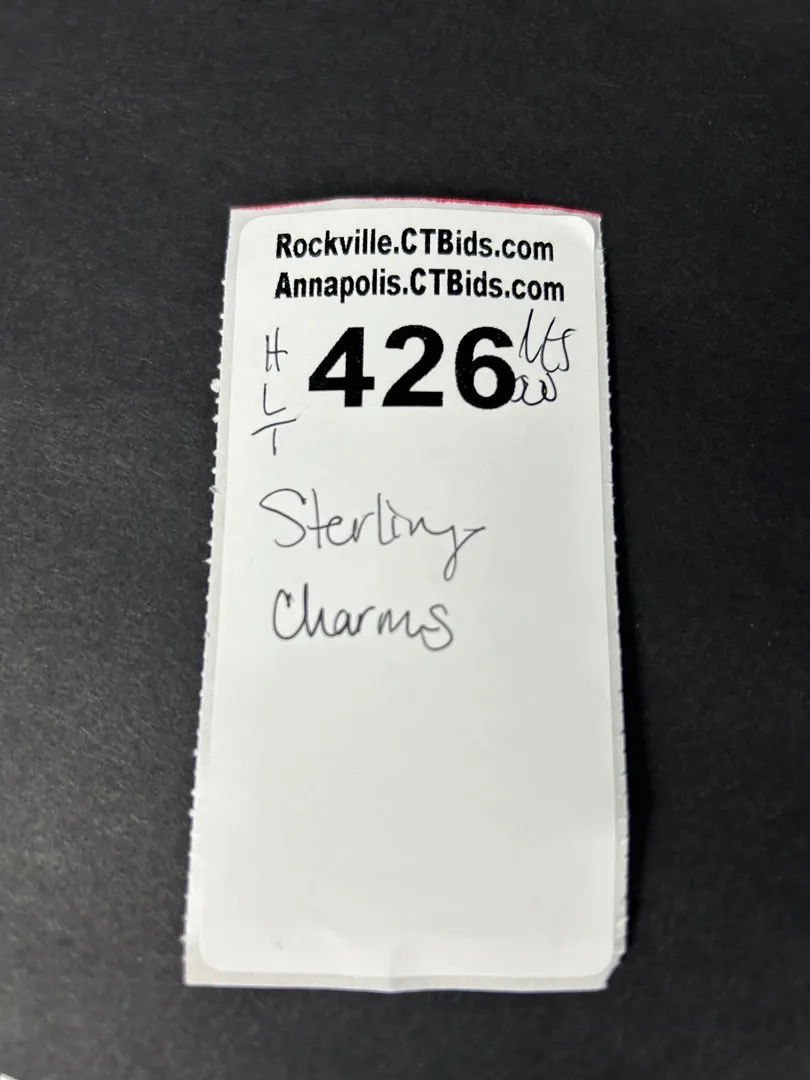 Rockville.CTBids.com
Annapolis.CTBids.com
H
L
T
426
Sterling
Charms